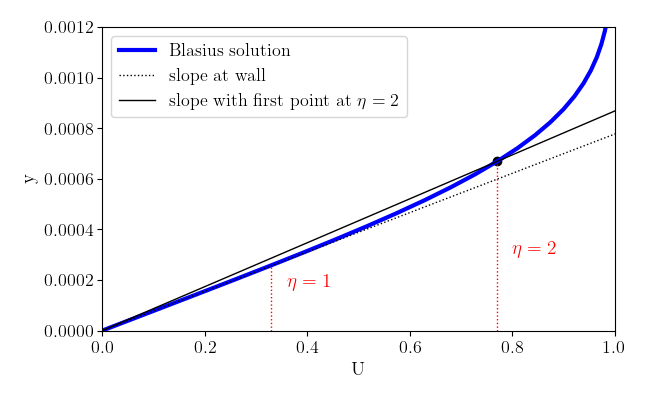 0.0012
0.0010
0.0008
0.0006
0.0004
0.0002
0.0000
y
Blasius solution
slope at wall
slope with first point at η = 2
η = 2
η = 1
0.0 0.2 0.4 0.6 0.8 1.0
U